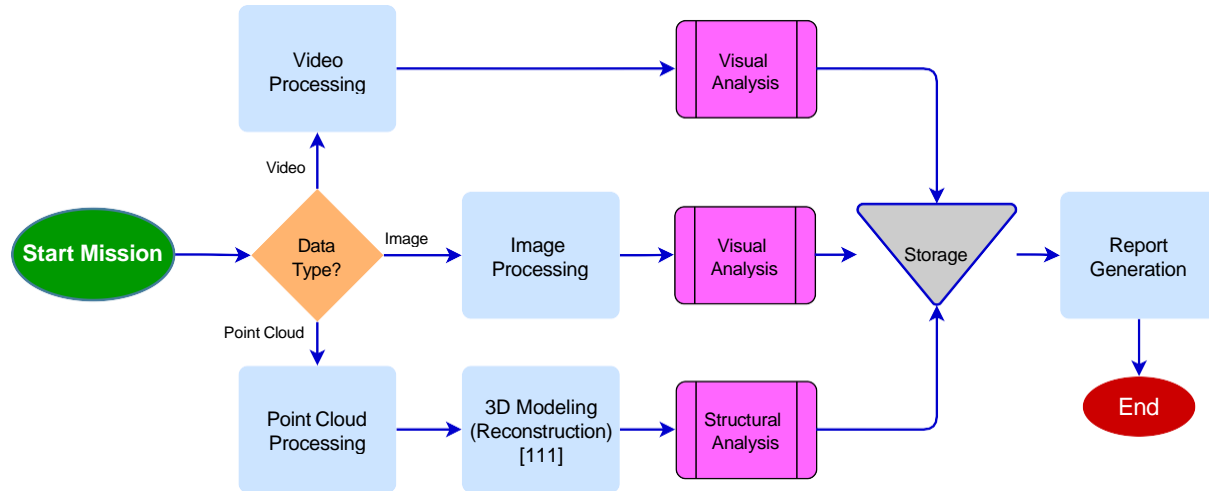 Video
Processing
Visual
Analysis
Video
Start Mission
Data
Type?
Image
Image
Processing
Visual
Analysis
Storage
Report
Generation
Point Cloud
Point Cloud
Processing
3D Modeling
(Reconstruction)
[111]
Structural
Analysis
End